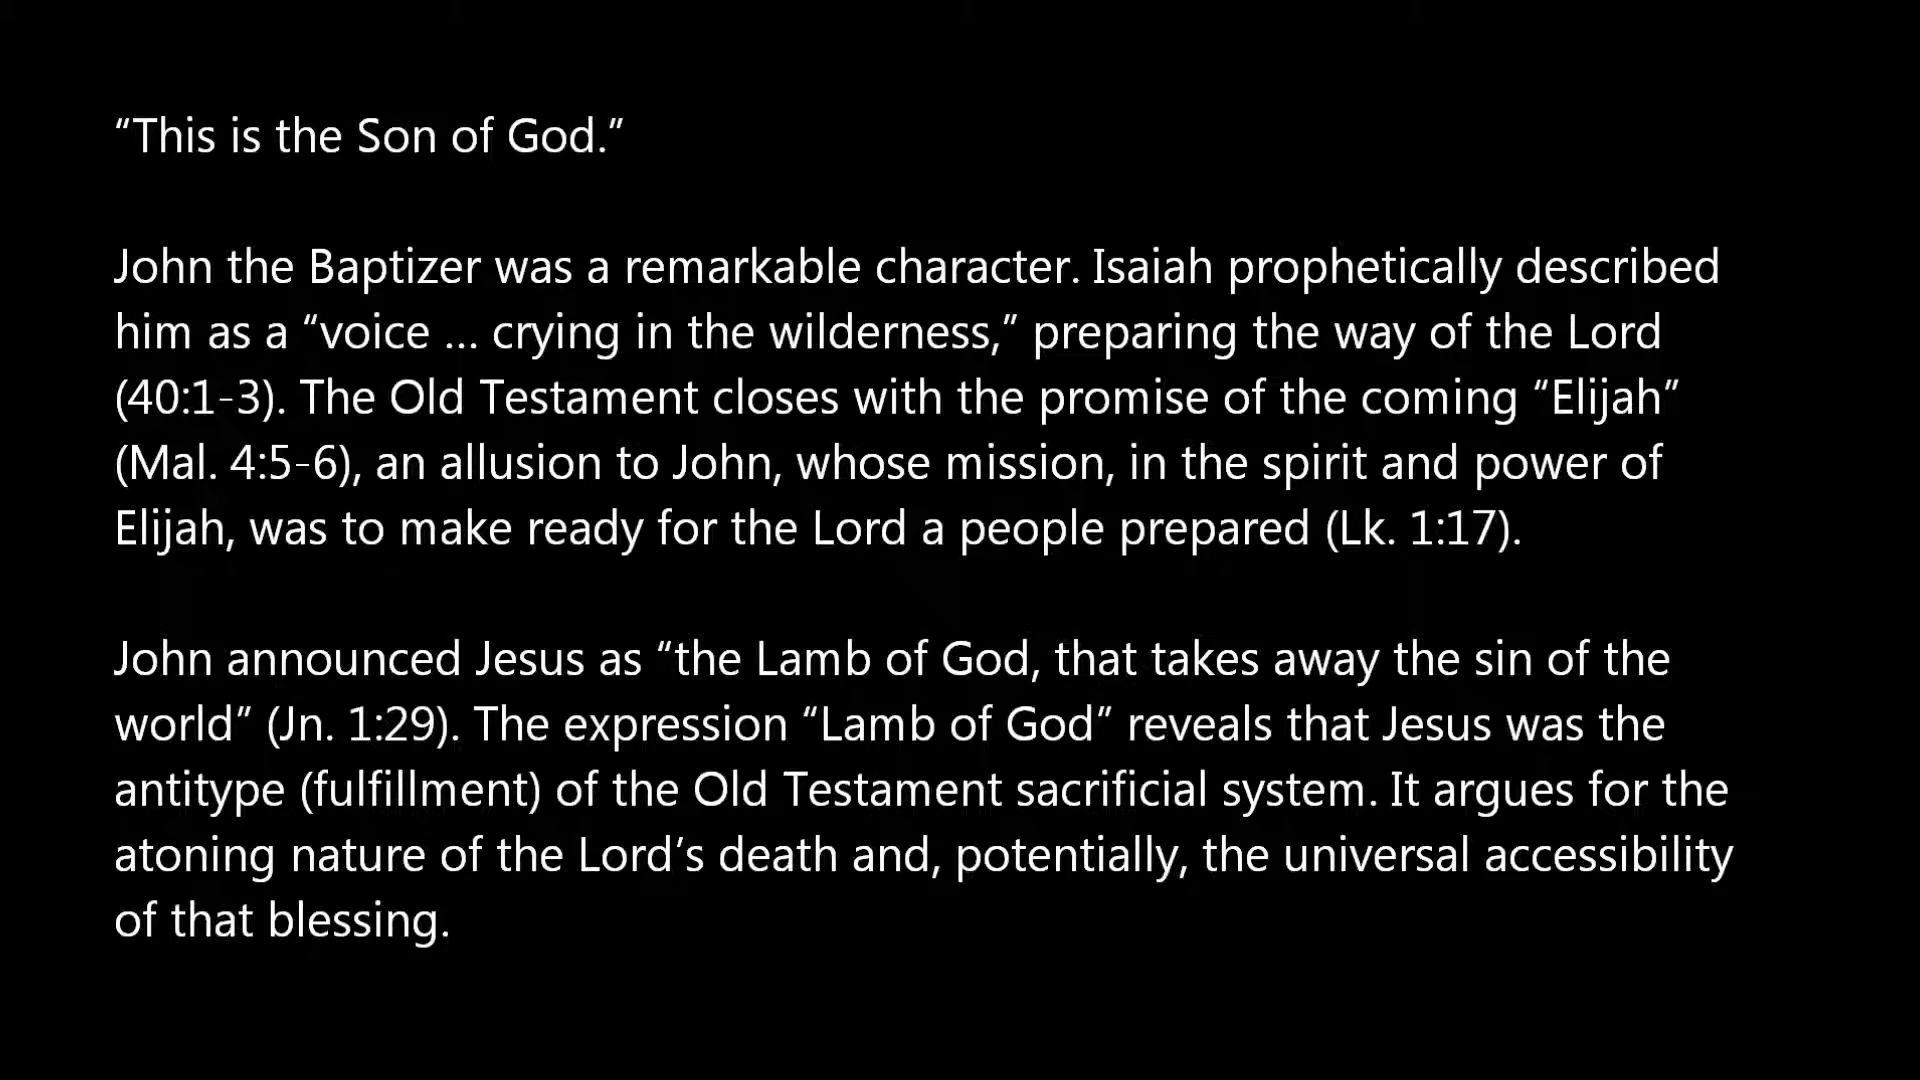 “This is the Son of God.”
John the Baptizer was a remarkable character. Isaiah prophetically described
him as a “voice … crying in the wilderness,” preparing the way of the Lord
(40:1-3). The Old Testament closes with the promise of the coming “Elijah”
(Mal. 4:5-6), an allusion to John, whose mission, in the spirit and power of
Elijah, was to make ready for the Lord a people prepared (Lk. 1:17).
John announced Jesus as “the Lamb of God, that takes away the sin of the
world” (Jn. 1:29). The expression “Lamb of God” reveals that Jesus was the
antitype (fulfillment) of the Old Testament sacrificial system. It argues for the
atoning nature of the Lord’s death and, potentially, the universal accessibility
of that blessing.